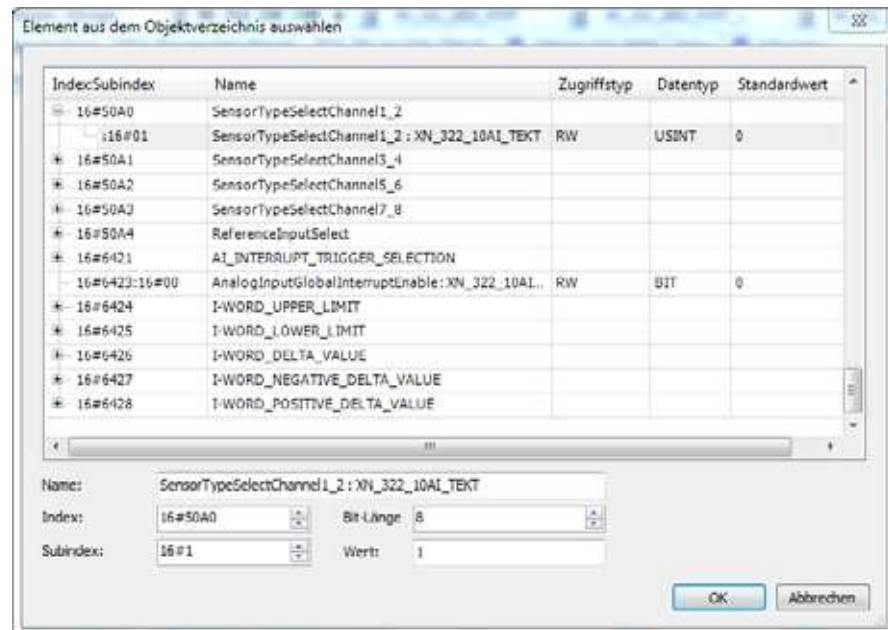 Element aus dem Objektverzeichnis auswählen
Index:Subindex Name Zugriffstyp Datentyp Standardwert
16#50A0 SensorTypeSelectChannel1_2
:16#01 SensorTypeSelectChannel1_2 : XN_322_10AI_TEKT RW USINT 0
16#50A1 SensorTypeSelectChannel3_4
16#50A2 SensorTypeSelectChannel5_6
16#50A3 SensorTypeSelectChannel7_8
16#50A4 ReferenceInputSelect
16#6421 AI_INTERRUPT_TRIGGER_SELECTION
16#6423:16#00 AnalogInputGlobalInterruptEnable: XN_322_10AI... RW BIT 0
16#6424 I-WORD_UPPER_LIMIT
16#6425 I-WORD_LOWER_LIMIT
16#6426 I-WORD_DELTA_VALUE
16#6427 I-WORD_NEGATIVE_DELTA_VALUE
16#6428 I-WORD_POSITIVE_DELTA_VALUE
Name: SensorTypeSelectChannel1_2 : XN_322_10AI_TEKT
Index: 16#50A0 Bit-Länge 8
Subindex: 16#1 Wert: 1
OK Abbrechen